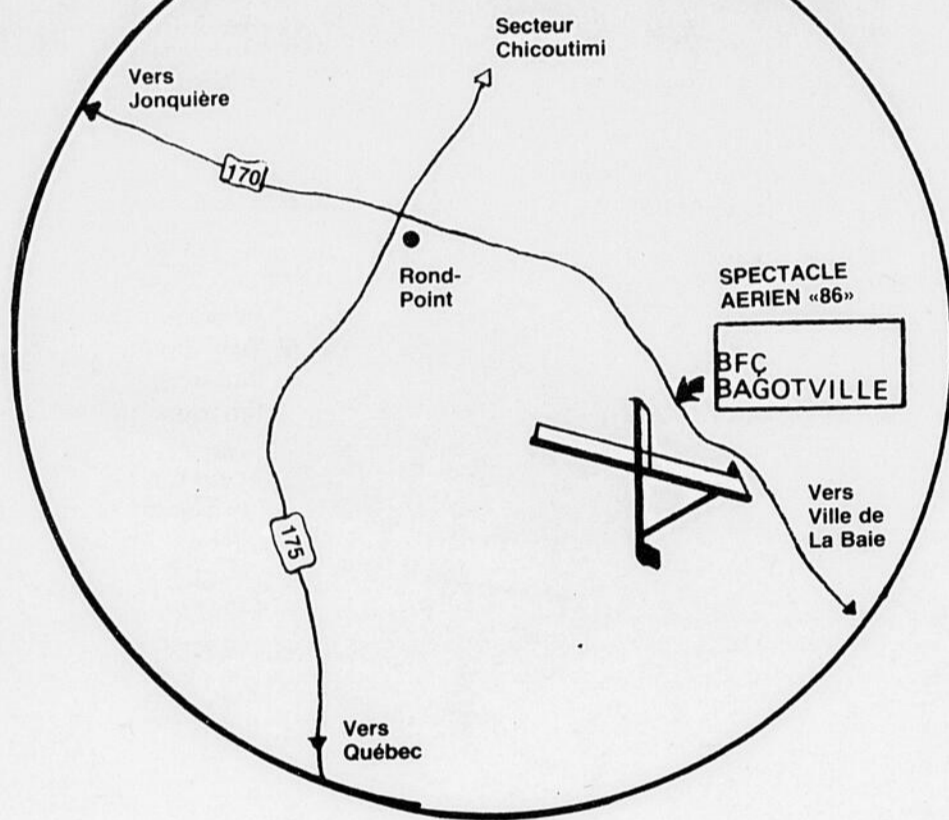 Secteur
Chicoutimi
Vers
Jonquière
170
Rond-
Point
SPECTACLE
AERIEN «86»
BFÇ
BAGOTVILLE
Vers
Ville de
La Baie
175
Vers
Québec